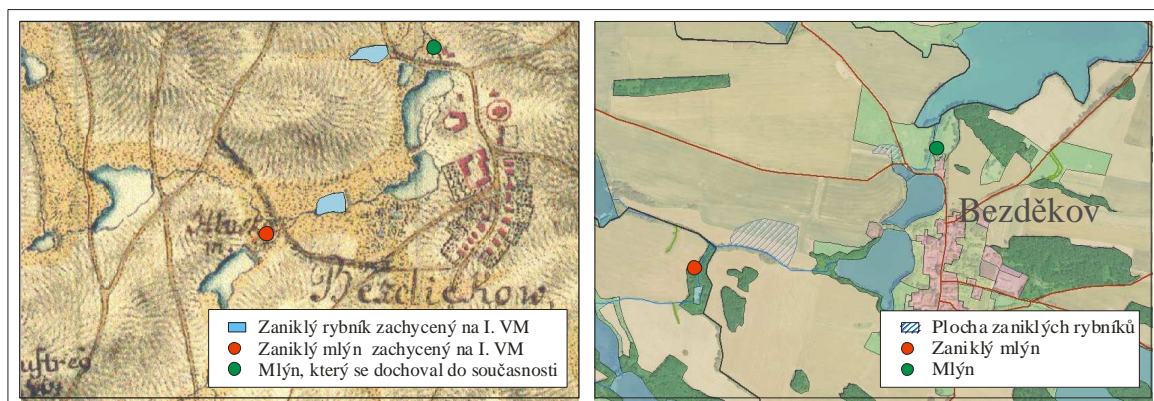 Bezdichow,
Zaniklý rybník zachycený na I. VM
Zaniklý mlýn zachycený na I. VM
Mlýn, který se dochoval do současnosti
Bezděkov
Plocha zaniklých rybníků
Zaniklý mlýn
Mlýn